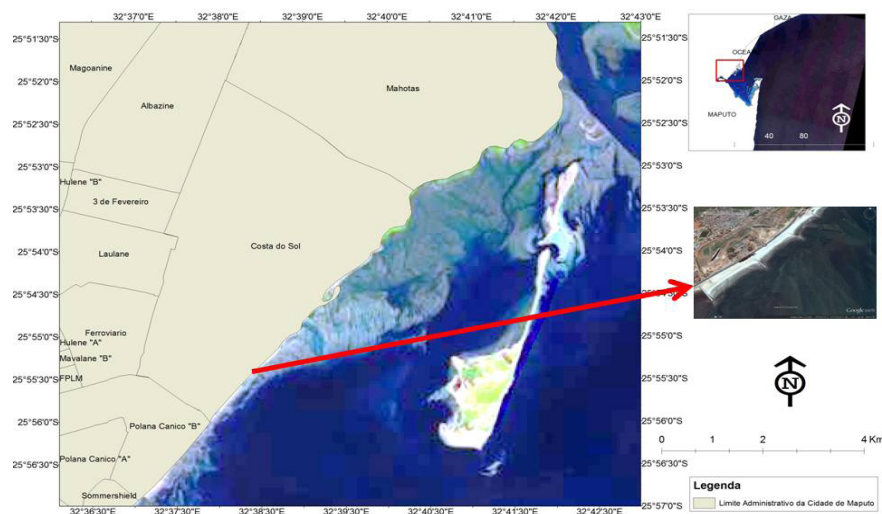 32°37'0"E 32°38'0"E 32°39'0"E 32°40'0"E 32°41'0"E 32°42'0"E 32°43'0"E
25°51'30"S
25°52'0"S
25°52'30"S
25°53'0"S
25°53'30"S
25°54'0"S
25°54'30"S
25°55'0"S
25°55'30"S
25°56'0"S
25°56'30"S
Magoanine
Albazine
Mahotas
Hulene "B"
3 de Fevereiro
Laulane
Costa do Sol
Ferroviario
Hulene "A"
Mavalane "B"
FPLM
Polana Canico "B"
Polana Canico "A"
Sommershield
25°51'30"S
25°52'0"S
25°52'30"S
25°53'0"S
25°53'30"S
25°54'0"S
25°55'0"S
25°55'30"S
25°56'0"S
25°56'30"S
25°57'0"S
32°36'30"E 32°37'30"E 32°38'30"E 32°39'30"E 32°40'30"E 32°41'30"E 32°42'30"E
GAZA
MAPUTO
N
40 80
Google
N
0 1 2 4 Km
Legenda
Limite Administrativo da Cidade de Maputo